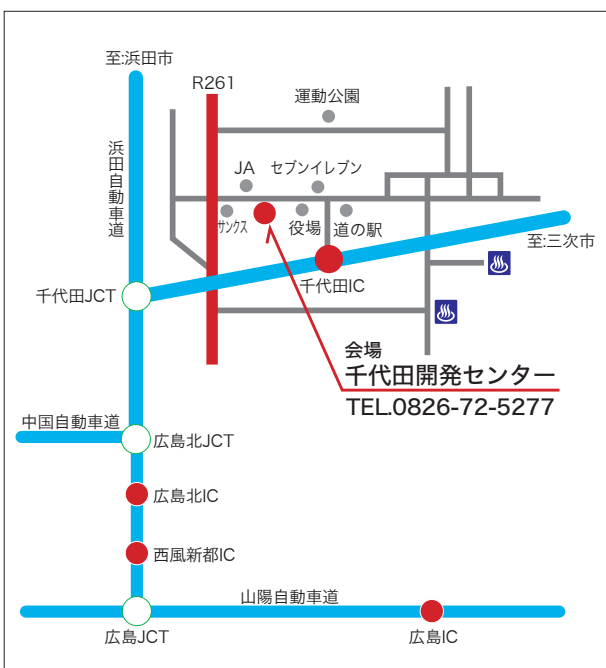 至:浜田市
R261
運動公園
浜田自動車道
JA
セブンイレブン
サンクス
役場
道の駅
至:三次市
千代田IC
千代田JCT
会場
千代田開発センター
TEL.0826-72-5277
中国自動車道
広島北JCT
広島北IC
西風新都IC
山陽自動車道
広島JCT
広島IC